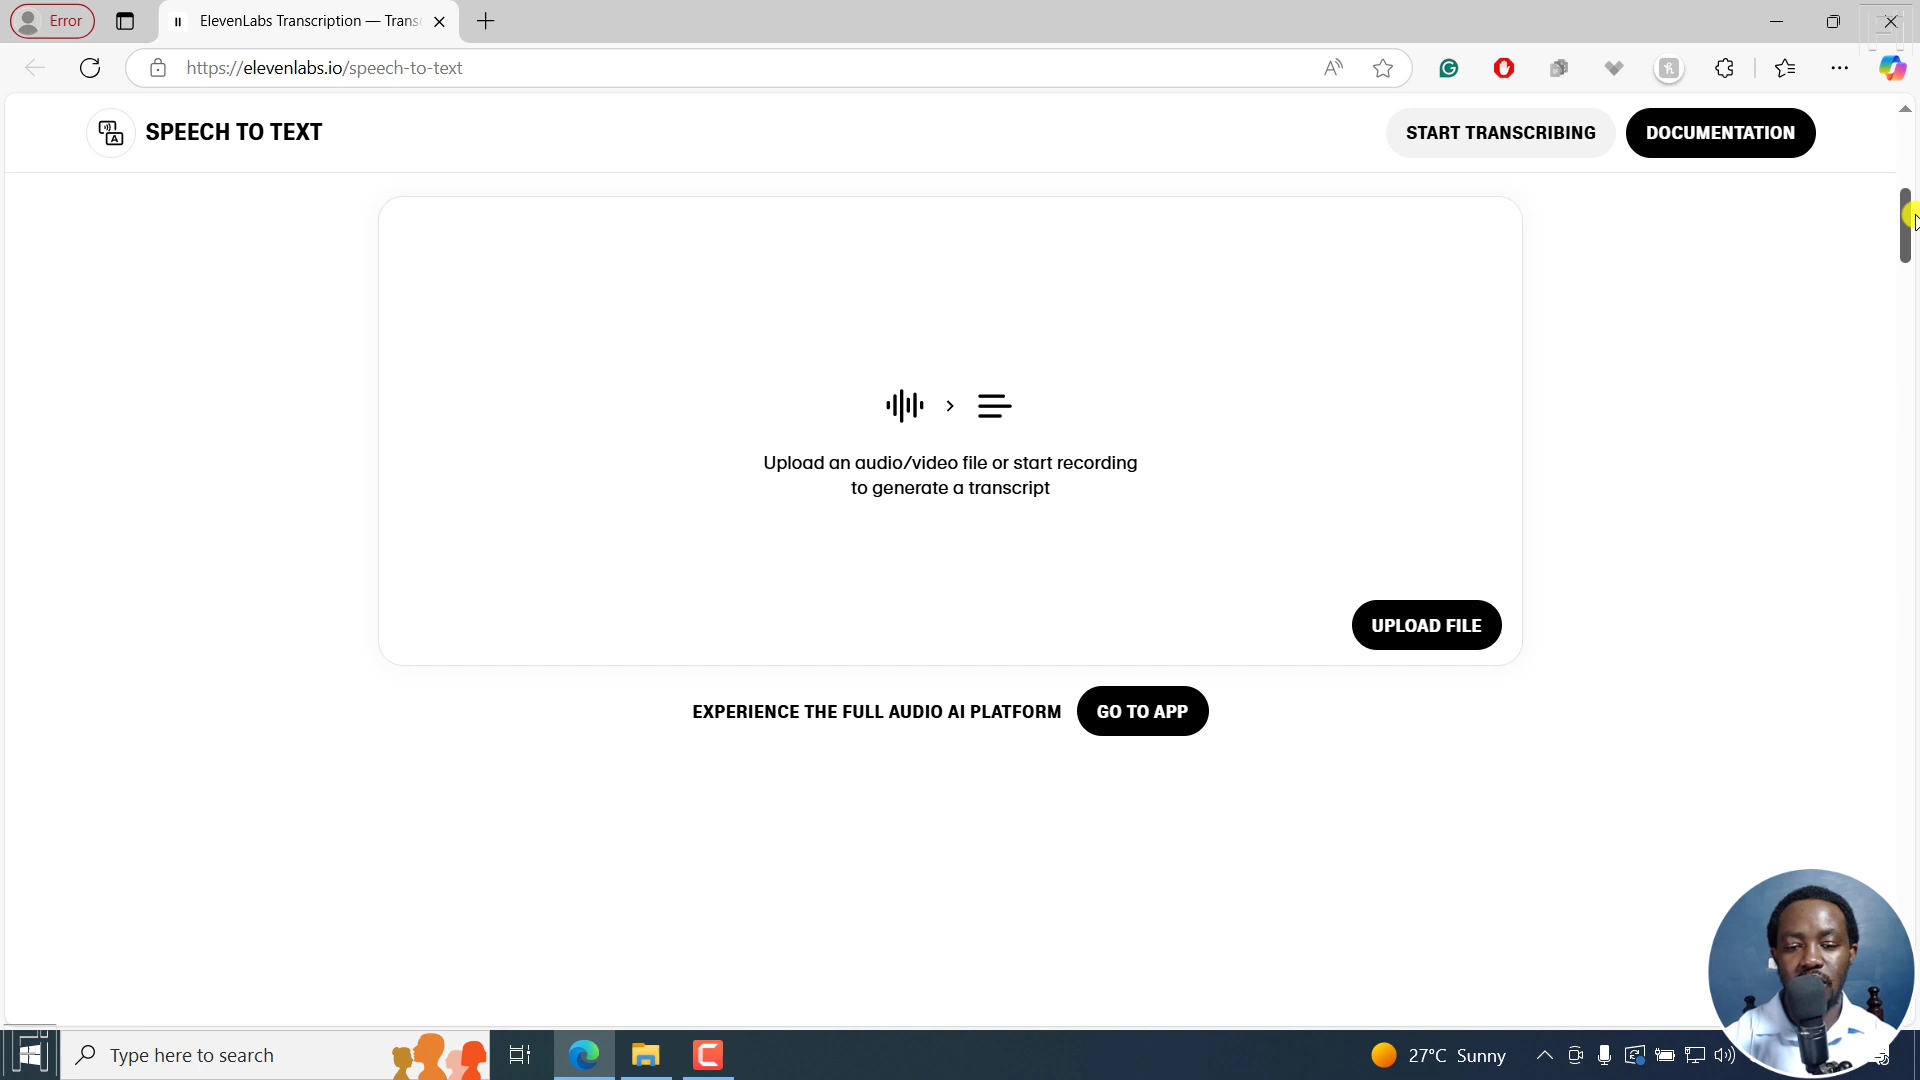 Error
ElevenLabs Transcription — Trans
https://elevenlabs.io/speech-to-text
SPEECH TO TEXT
START TRANSCRIBING
DOCUMENTATION
Upload an audio/video file or start recording
to generate a transcript
UPLOAD FILE
EXPERIENCE THE FULL AUDIO AI PLATFORM
GO TO APP
Type here to search
27°C Sunny